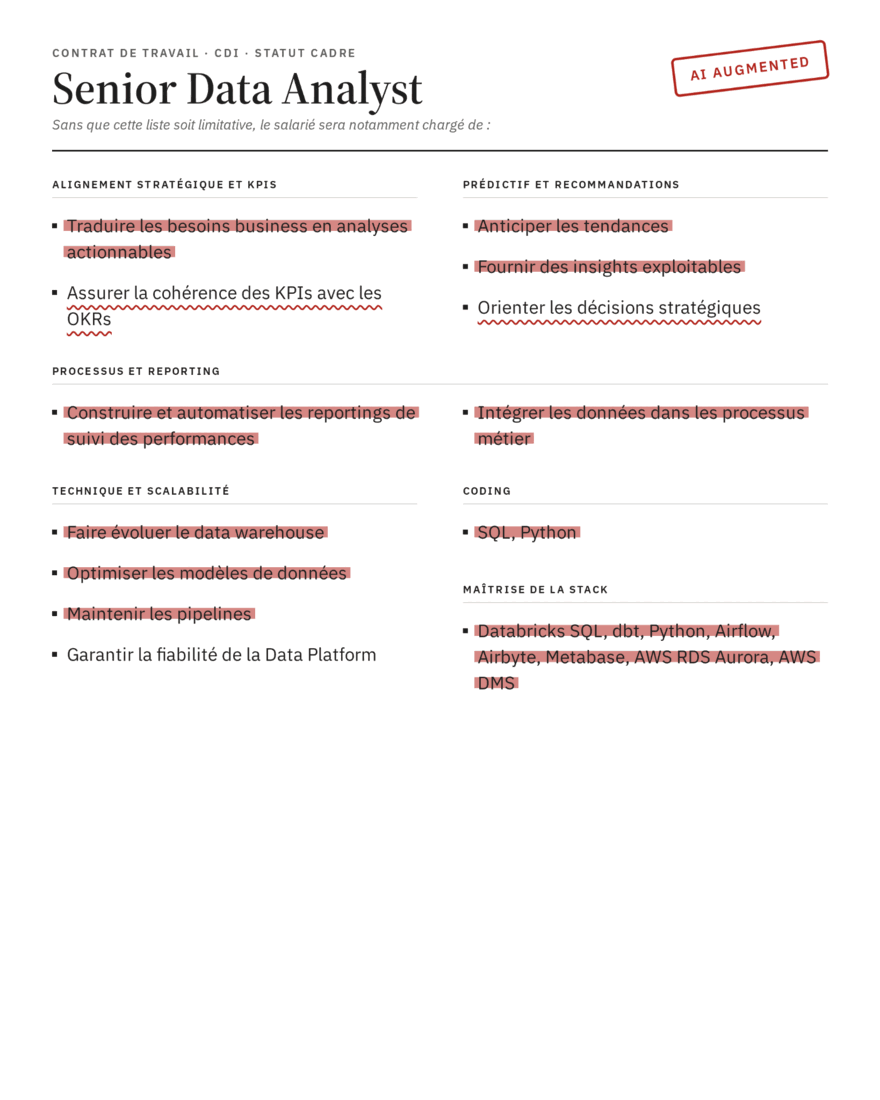 CONTRAT DE TRAVAIL · CDI · STATUT CADRE
Senior Data Analyst
AI AUGMENTED
Sans que cette liste soit limitative, le salarié sera notamment chargé de :
ALIGNEMENT STRATÉGIQUE ET KPIS
▪ Traduire les besoins business en analyses
actionnables
▪ Assurer la cohérence des KPIs avec les
OKRs
PRÉDICTIF ET RECOMMANDATIONS
▪ Anticiper les tendances
▪ Fournir des insights exploitables
▪ Orienter les décisions stratégiques
PROCESSUS ET REPORTING
▪ Construire et automatiser les reportings de
suivi des performances
▪ Intégrer les données dans les processus
métier
TECHNIQUE ET SCALABILITÉ
▪ Faire évoluer le data warehouse
▪ Optimiser les modèles de données
▪ Maintenir les pipelines
▪ Garantir la fiabilité de la Data Platform
CODING
▪ SQL, Python
MAÎTRISE DE LA STACK
▪ Databricks SQL, dbt, Python, Airflow,
Airbyte, Metabase, AWS RDS Aurora, AWS
DMS